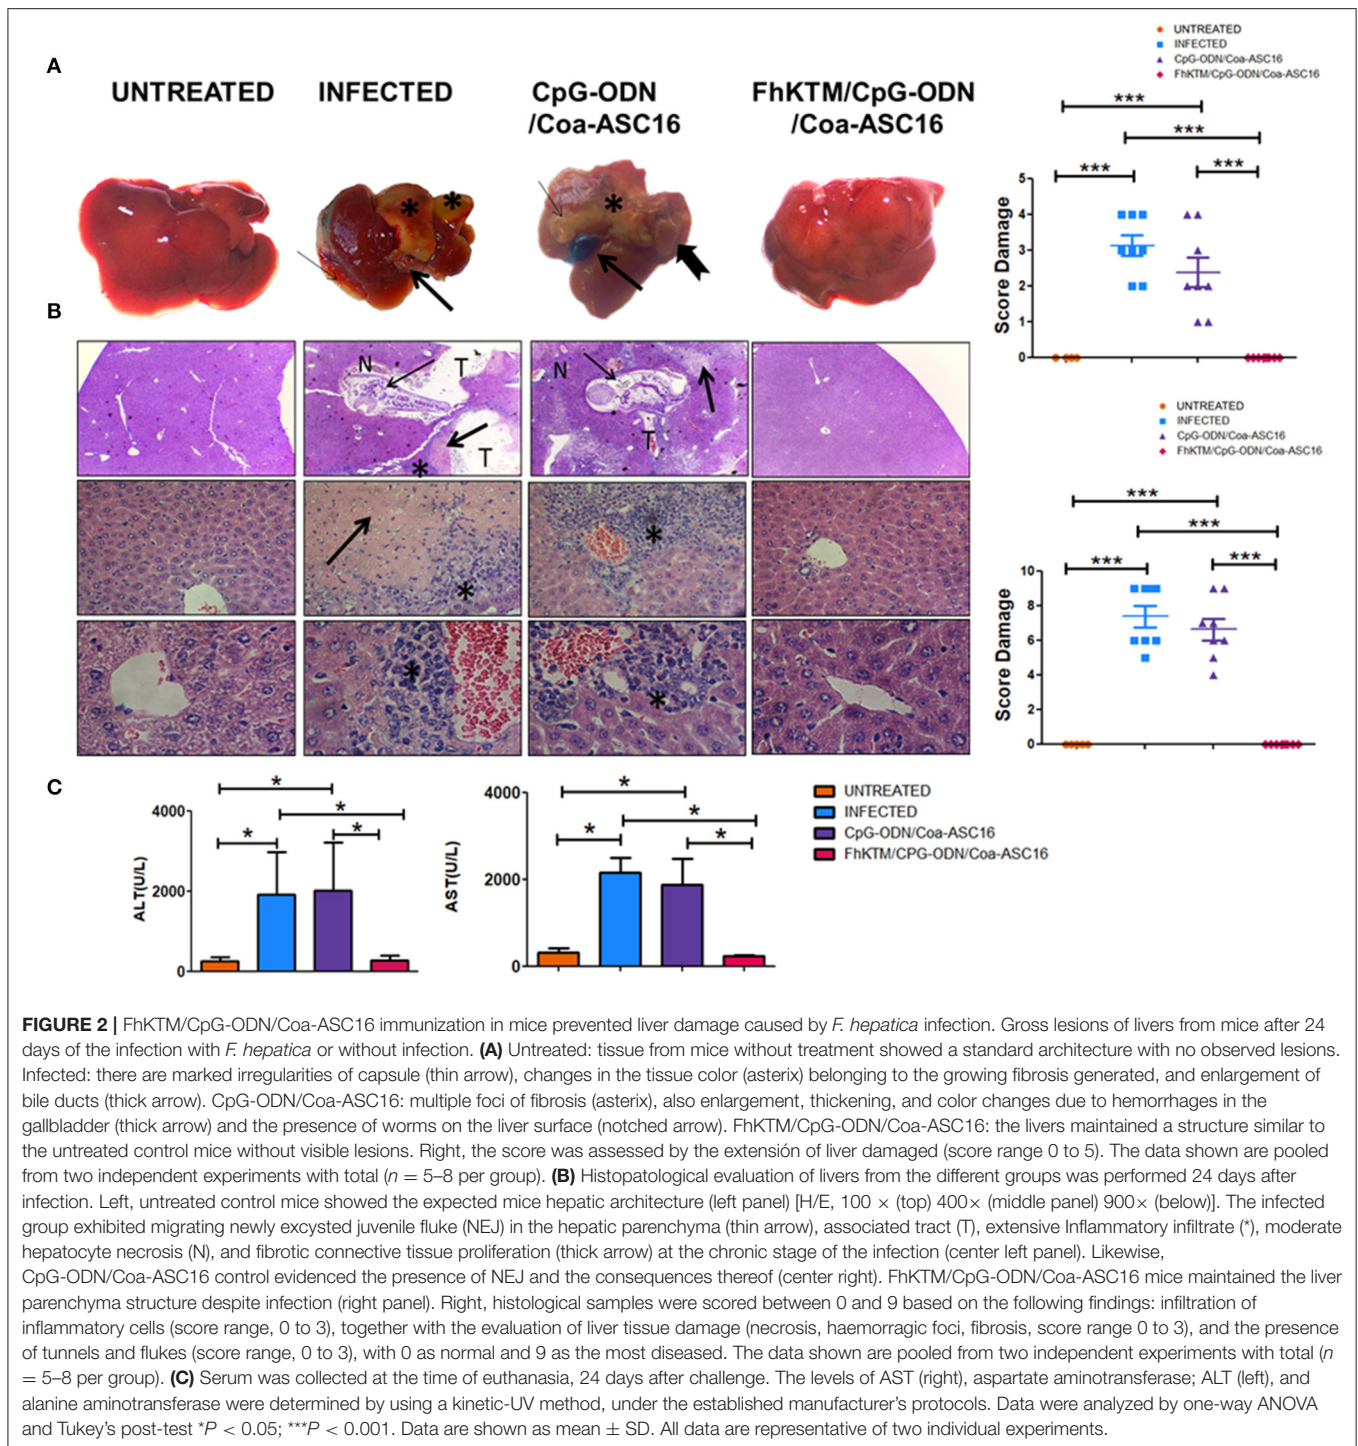 A
UNTREATED
INFECTED
CpG-ODN
/Coa-ASC16
FhKTM/CpG-ODN
/Coa-ASC16
*
*
*
UNTREATED
INFECTED
CpG-ODN/Coa-ASC16
FhKTM/CpG-ODN/Coa-ASC16
***
***
***
***
Score Damage
5
4
3
2
1
0
B
N
T
T
*
N
T
*
*
*
*
UNTREATED
INFECTED
CpG-ODN/Coa-ASC16
FhKTM/CpG-ODN/Coa-ASC16
***
***
***
***
Score Damage
10
8
6
4
2
0
C
ALT(U/L)
4000
2000
0
*
*
*
*
AST(U/L)
4000
2000
0
*
*
*
*
UNTREATED
INFECTED
CpG-ODN/Coa-ASC16
FhKTM/CPG-ODN/Coa-ASC16
FIGURE 2 | FhKTM/CpG-ODN/Coa-ASC16 immunization in mice prevented liver damage caused by F. hepatica infection. Gross lesions of livers from mice after 24
days of the infection with F. hepatica or without infection. (A) Untreated: tissue from mice without treatment showed a standard architecture with no observed lesions.
Infected: there are marked irregularities of capsule (thin arrow), changes in the tissue color (asterix) belonging to the growing fibrosis generated, and enlargement of
bile ducts (thick arrow). CpG-ODN/Coa-ASC16: multiple foci of fibrosis (asterix), also enlargement, thickening, and color changes due to hemorrhages in the
gallbladder (thick arrow) and the presence of worms on the liver surface (notched arrow). FhKTM/CpG-ODN/Coa-ASC16: the livers maintained a structure similar to
the untreated control mice without visible lesions. Right, the score was assessed by the extensión of liver damaged (score range 0 to 5). The data shown are pooled
from two independent experiments with total (n = 5–8 per group). (B) Histopatological evaluation of livers from the different groups was performed 24 days after
infection. Left, untreated control mice showed the expected mice hepatic architecture (left panel) [H/E, 100 × (top) 400× (middle panel) 900× (below)]. The infected
group exhibited migrating newly excysted juvenile fluke (NEJ) in the hepatic parenchyma (thin arrow), associated tract (T), extensive Inflammatory infiltrate (*), moderate
hepatocyte necrosis (N), and fibrotic connective tissue proliferation (thick arrow) at the chronic stage of the infection (center left panel). Likewise,
CpG-ODN/Coa-ASC16 control evidenced the presence of NEJ and the consequences thereof (center right). FhKTM/CpG-ODN/Coa-ASC16 mice maintained the liver
parenchyma structure despite infection (right panel). Right, histological samples were scored between 0 and 9 based on the following findings: infiltration of
inflammatory cells (score range, 0 to 3), together with the evaluation of liver tissue damage (necrosis, haemorragic foci, fibrosis, score range 0 to 3), and the presence
of tunnels and flukes (score range, 0 to 3), with 0 as normal and 9 as the most diseased. The data shown are pooled from two independent experiments with total (n
= 5–8 per group). (C) Serum was collected at the time of euthanasia, 24 days after challenge. The levels of AST (right), aspartate aminotransferase; ALT (left), and
alanine aminotransferase were determined by using a kinetic-UV method, under the established manufacturer's protocols. Data were analyzed by one-way ANOVA
and Tukey's post-test *P < 0.05; ***P < 0.001. Data are shown as mean ± SD. All data are representative of two individual experiments.